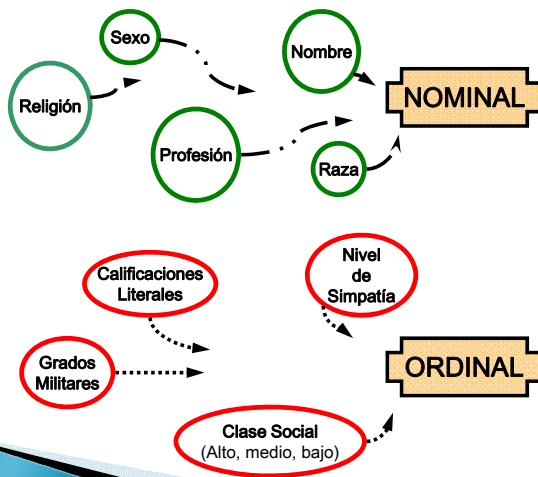 Sexo
Nombre
Religión
NOMINAL
Profesión
Raza
Nivel
de
Simpatía
Calificaciones
Literales
Grados
Militares
ORDINAL
Clase Social
(Alto, medio, bajo)